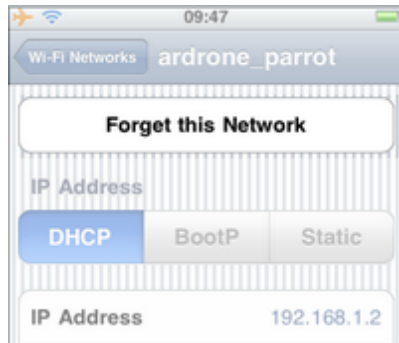 09:47
Wi-Fi Networks ardrone_parrot
Forget this Network
IP Address
DHCP BootP Static
IP Address 192.168.1.2